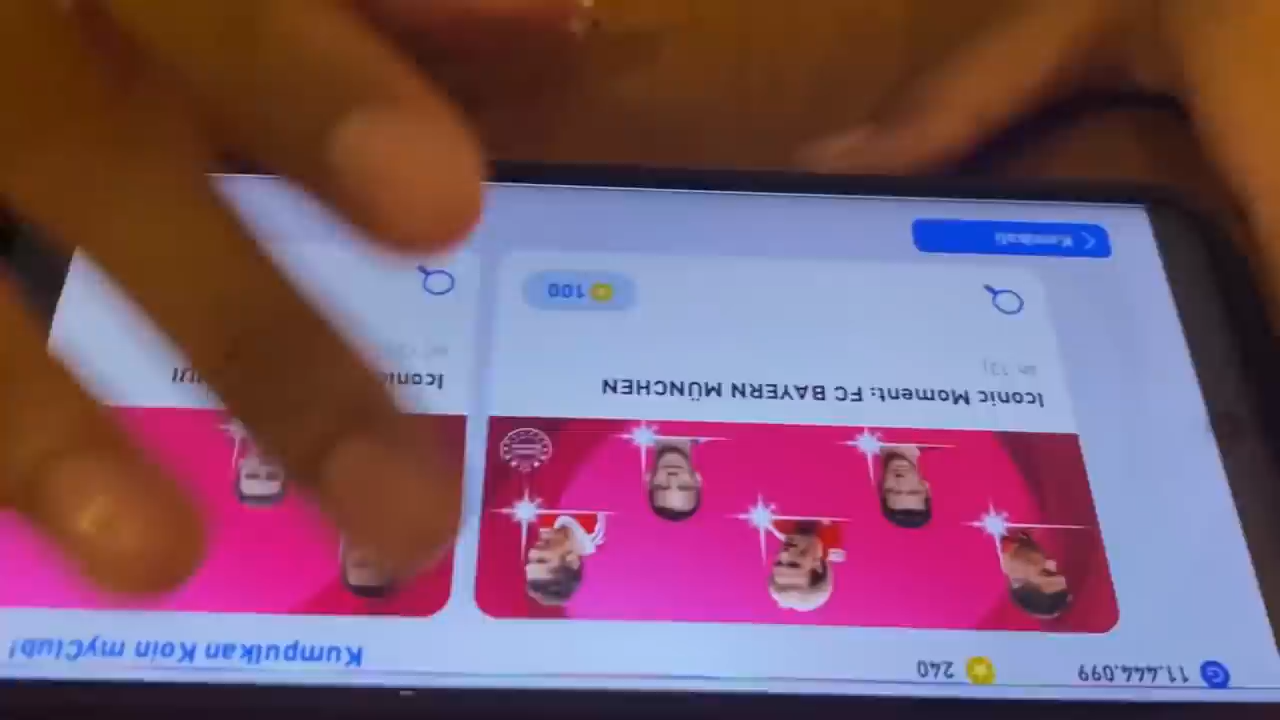 11.444.099 240
Kumpulkan Koin myClub!
Iconic Moment: FC BAYERN MÜNCHEN
Iconic
100
Kembali